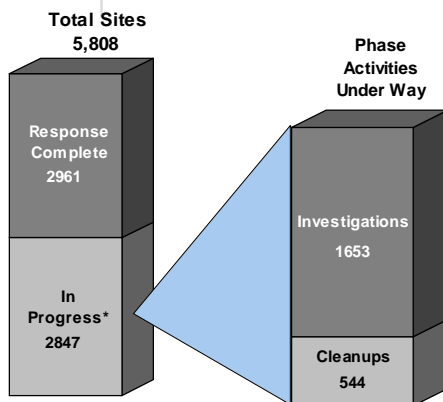 Total Sites
5,808
Response
Complete
2961
In
Progress*
2847
Phase
Activities
Under Way
Investigations
1653
Cleanups
544